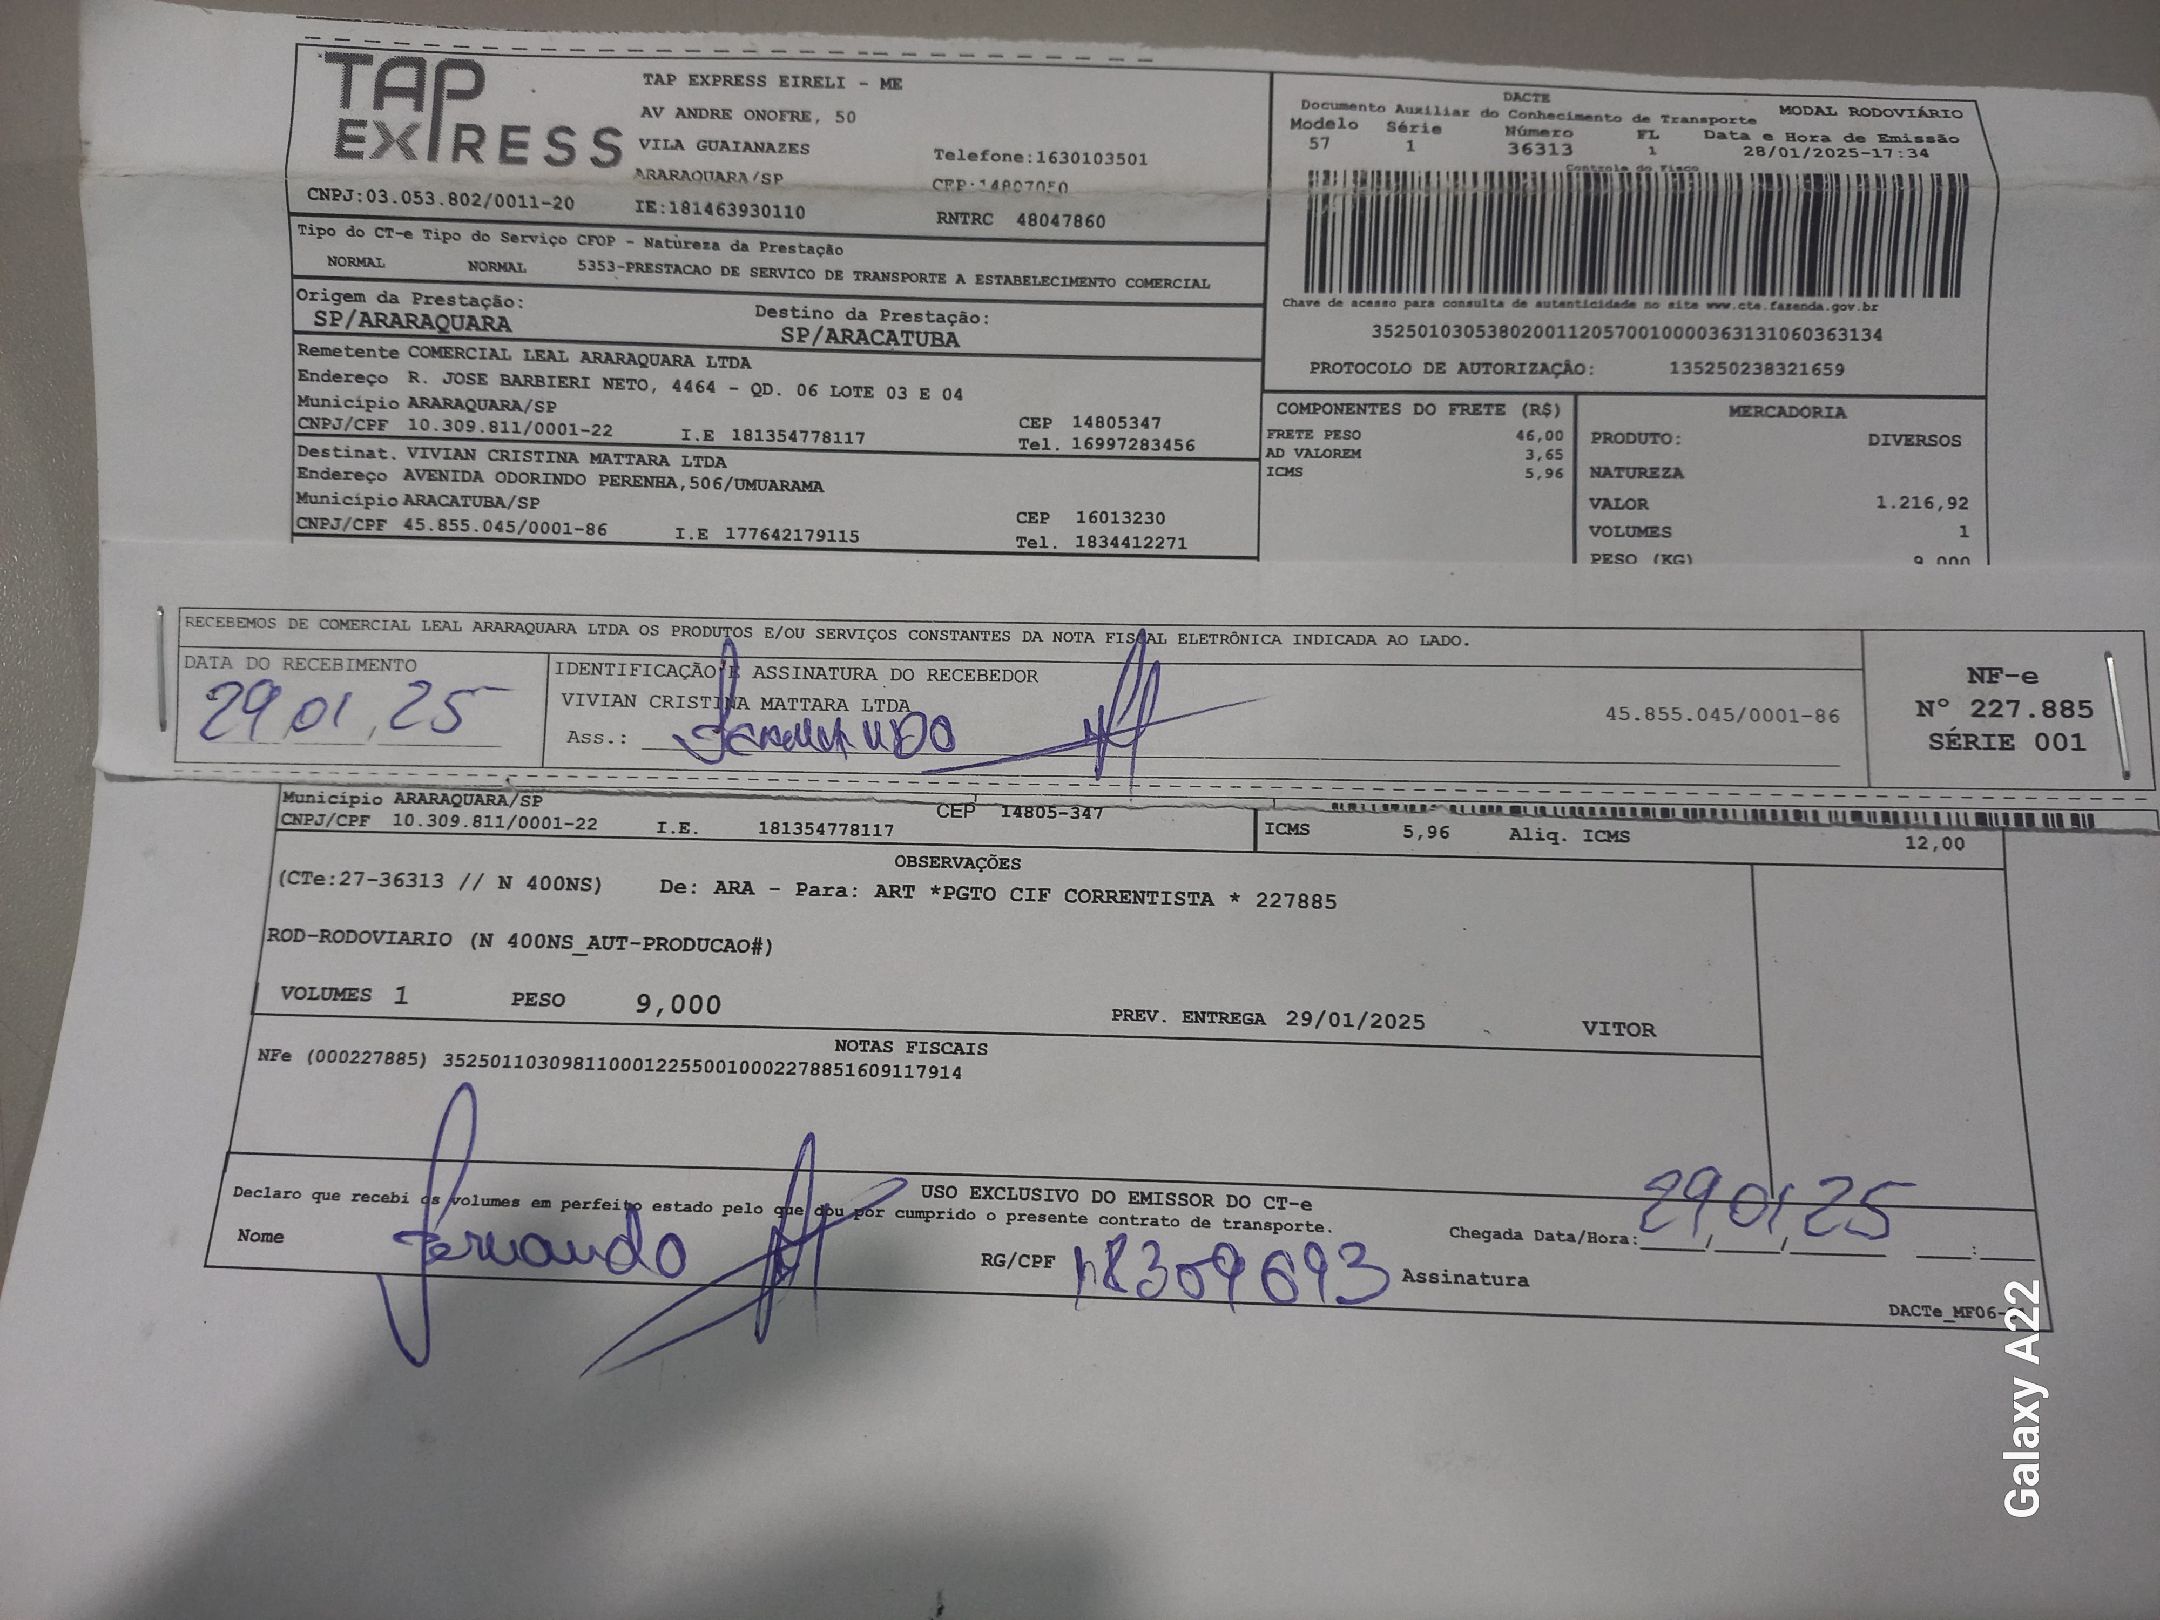 TAP EXPRESS
TAP EXPRESS EIRELI - ME
AV ANDRE ONOFRE, 50
VILA GUAIANAZES
Telefone:1630103501
ARARAQUARA/SP
CEP:14807050
CNPJ:03.053.802/0011-20
IE:181463930110
RNTRC 48047860
DACTE
Documento Auxiliar do Conhecimento de Transporte
MODAL RODOVIÁRIO
Modelo Série Número FL Data e Hora de Emissão
57 1 36313 1 28/01/2025-17:34
Controle do Fisco
Chave de acesso para consulta de autenticidade no site www.cte.fazenda.gov.br
35250103053802001120570010000363131060363134
PROTOCOLO DE AUTORIZAÇÂO: 135250238321659
Tipo do CT-e Tipo do Serviço CFOP - Natureza da Prestação
NORMAL NORMAL 5353-PRESTACAO DE SERVICO DE TRANSPORTE A ESTABELECIMENTO COMERCIAL
Origem da Prestação: Destino da Prestação:
SP/ARARAQUARA SP/ARACATUBA
Remetente COMERCIAL LEAL ARARAQUARA LTDA
Endereço R. JOSE BARBIERI NETO, 4464 - QD. 06 LOTE 03 E 04
Município ARARAQUARA/SP CEP 14805347
CNPJ/CPF 10.309.811/0001-22 I.E 181354778117 Tel. 16997283456
Destinat. VIVIAN CRISTINA MATTARA LTDA
Endereço AVENIDA ODORINDO PERENHA,506/UMUARAMA
Município ARACATUBA/SP CEP 16013230
CNPJ/CPF 45.855.045/0001-86 I.E 177642179115 Tel. 1834412271
COMPONENTES DO FRETE (R$)
FRETE PESO 46,00
AD VALOREM 3,65
ICMS 5,96
MERCADORIA
PRODUTO: DIVERSOS
NATUREZA
VALOR 1.216,92
VOLUMES 1
PESO (KG) 9,000
RECEBEMOS DE COMERCIAL LEAL ARARAQUARA LTDA OS PRODUTOS E/OU SERVIÇOS CONSTANTES DA NOTA FISCAL ELETRÔNICA INDICADA AO LADO.
DATA DO RECEBIMENTO
29 01, 25
IDENTIFICAÇÃO E ASSINATURA DO RECEBEDOR
VIVIAN CRISTINA MATTARA LTDA 45.855.045/0001-86
Ass.: Fernando
NF-e
Nº 227.885
SÉRIE 001
Município ARARAQUARA/SP CEP 14805-347
CNPJ/CPF 10.309.811/0001-22 I.E. 181354778117
ICMS 5,96 Aliq. ICMS 12,00
OBSERVAÇÕES
(CTe:27-36313 // N 400NS) De: ARA - Para: ART *PGTO CIF CORRENTISTA * 227885
ROD-RODOVIARIO (N 400NS_AUT-PRODUCAO#)
VOLUMES 1 PESO 9,000 PREV. ENTREGA 29/01/2025 VITOR
NOTAS FISCAIS
NFe (000227885) 35250110309811000122550010002278851609117914
USO EXCLUSIVO DO EMISSOR DO CT-e
Declaro que recebi os volumes em perfeito estado pelo que dou por cumprido o presente contrato de transporte.
Chegada Data/Hora: 29 01 25
Nome Fernando RG/CPF Assinatura
DACTe_MF06-
Galaxy A22